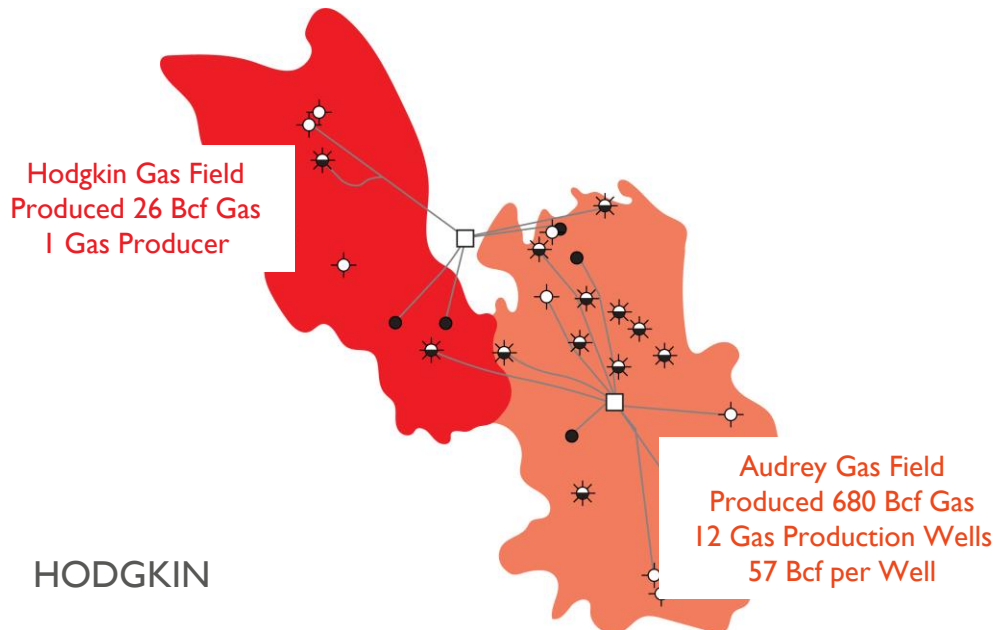 Hodgkin Gas Field
Produced 26 Bcf Gas
1 Gas Producer
Audrey Gas Field
Produced 680 Bcf Gas
12 Gas Production Wells
57 Bcf per Well
HODGKIN